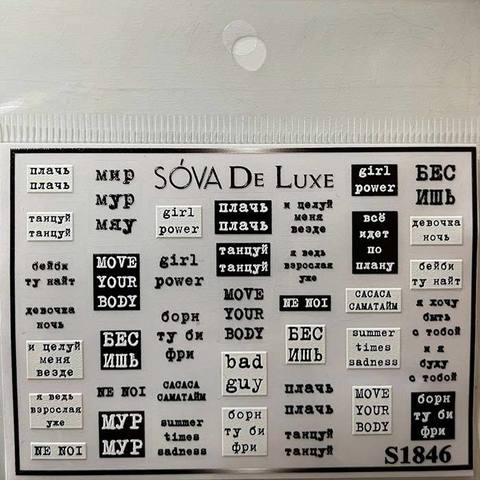 SÓVA DE LUXE
плачь
плачь
танцуй
танцуй
бейби
ту найт
девочка
ночь
и целуй
меня
везде
я ведь
взрослая
уже
NE NOI
мир
мур
мяу
MOVE
YOUR
BODY
БЕС
ИШЬ
NE NOI
МУР
МУР
girl
power
girl
power
борн
ту би
фри
САСАСА
САМАТАЙМ
summer
times
sadness
плачь
плачь
танцуй
танцуй
MOVE
YOUR
BODY
bad
guy
борн
ту би
фри
и целуй
меня
везде
я ведь
взрослая
уже
NE NOI
БЕС
ИШЬ
плачь
плачь
танцуй
танцуй
girl
power
всё
идет
по
плану
САСАСА
САМАТАЙМ
summer
times
sadness
MOVE
YOUR
BODY
БЕС
ИШЬ
девочка
ночь
бейби
ту найт
я хочу
быть
с тобой
и я
буду
с тобой
борн
ту би
фри
S1846